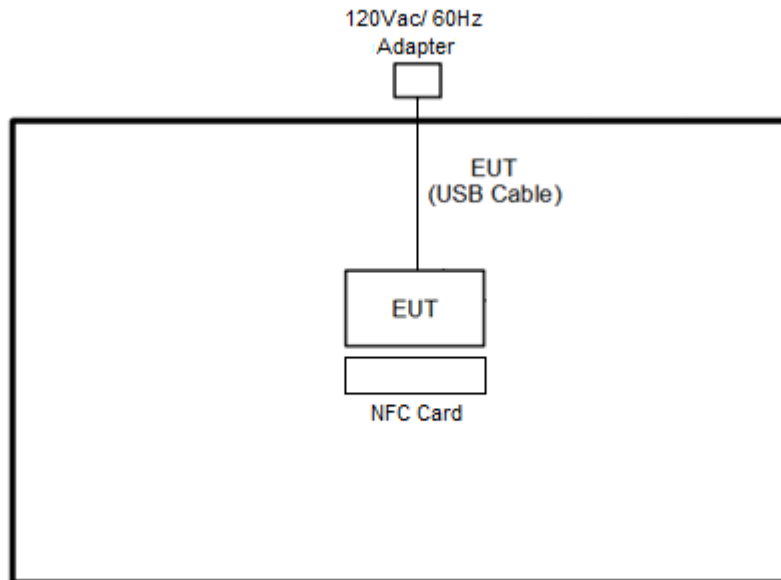 120Vac/ 60Hz
Adapter
EUT
(USB Cable)
EUT
NFC Card